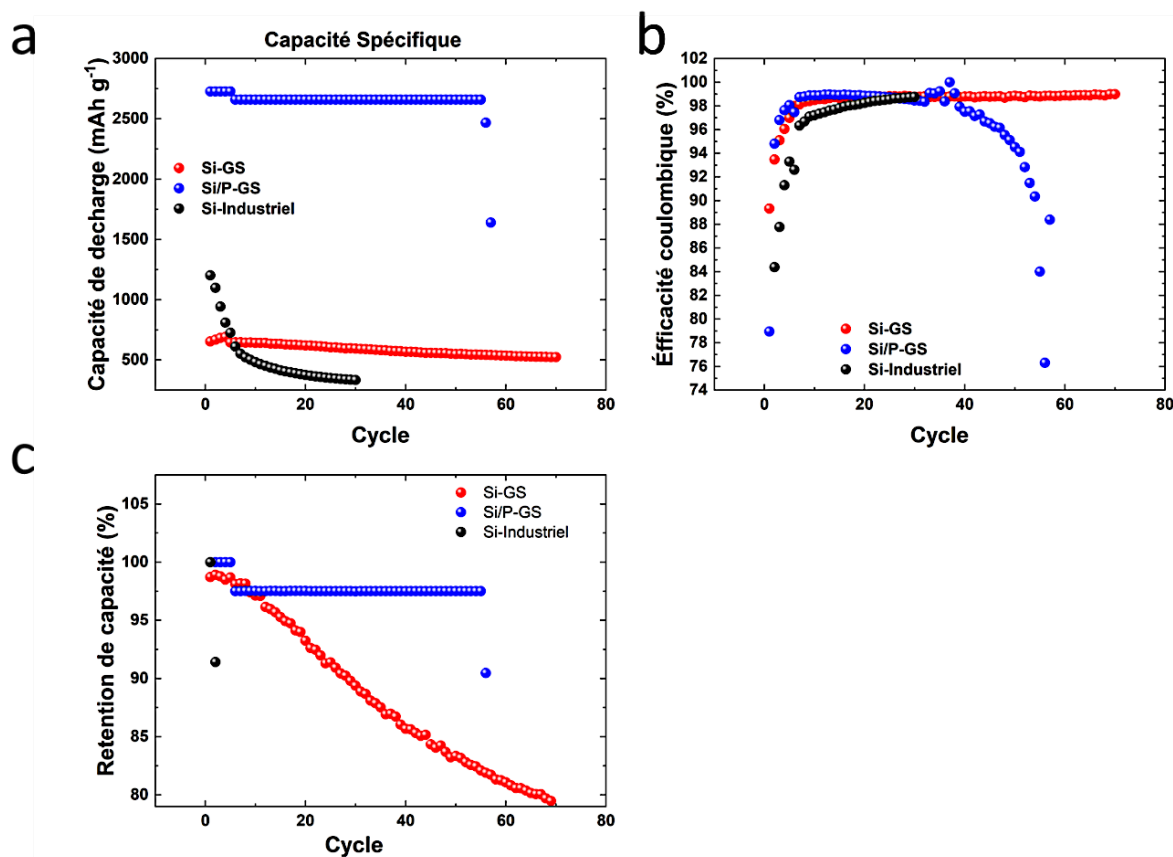 a
Capacité Spécifique
Capacité de decharge (mAh g⁻¹)
3000
2500
2000
1500
1000
500
Si-GS
Si/P-GS
Si-Industriel
0 20 40 60 80
Cycle
b
Éfficacité coulombique (%)
102
100
98
96
94
92
90
88
86
84
82
80
78
76
74
Si-GS
Si/P-GS
Si-Industriel
0 20 40 60 80
Cycle
c
Retention de capacité (%)
105
100
95
90
85
80
Si-GS
Si/P-GS
Si-Industriel
0 20 40 60 80
Cycle